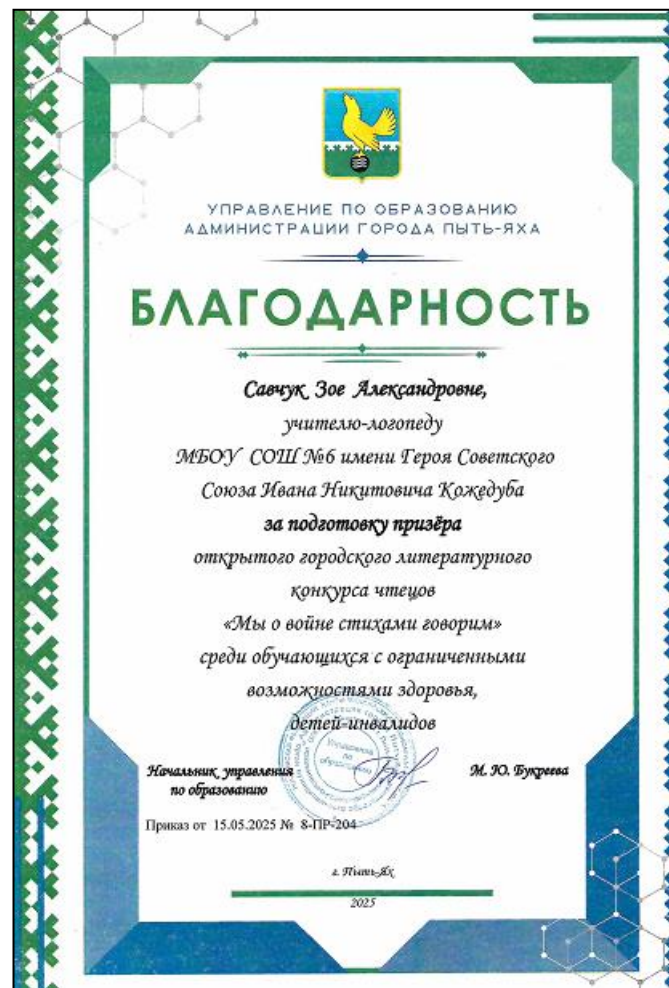 УПРАВЛЕНИЕ ПО ОБРАЗОВАНИЮ
АДМИНИСТРАЦИИ ГОРОДА ПЫТЬ-ЯХА
БЛАГОДАРНОСТЬ
Савчук Зое Александровне,
учителю-логопеду
МБОУ СОШ №6 имени Героя Советского
Союза Ивана Никитовича Кожедуба
за подготовку призёра
открытого городского литературного
конкурса чтецов
«Мы о войне стихами говорим»
среди обучающихся с ограниченными
возможностями здоровья,
детей-инвалидов
Управление
по
образованию
Начальник управления
по образованию
М. Ю. Букреева
Приказ от 15.05.2025 № 8-ПР-204
г. Пыть-Ях
2025